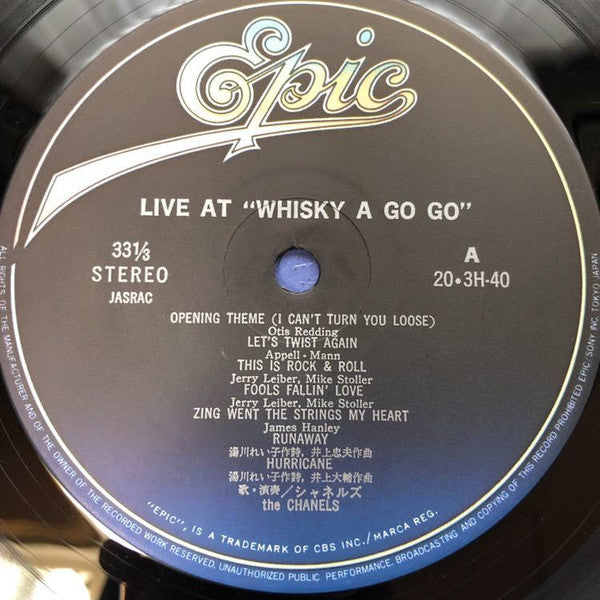 Epic
LIVE AT "WHISKY A GO GO"
33⅓
STEREO
JASRAC
A
20•3H-40
OPENING THEME (I CAN'T TURN YOU LOOSE)
Otis Redding
LET'S TWIST AGAIN
Appell - Mann
THIS IS ROCK & ROLL
Jerry Leiber, Mike Stoller
FOOLS FALLIN' LOVE
Jerry Leiber, Mike Stoller
ZING WENT THE STRINGS MY HEART
James Hanley
RUNAWAY
湯川れい子作詩, 井上忠夫作曲
HURRICANE
湯川れい子作詩, 井上大輔作曲
歌・演奏/シャネルズ
the CHANELS
"EPIC", IS A TRADEMARK OF CBS INC./MARCA REG.
ALL RIGHTS OF THE MANUFACTURER AND OF THE OWNER OF THE RECORDED WORK RESERVED, UNAUTHORIZED PUBLIC PERFORMANCE, BROADCASTING AND COPYING OF THIS RECORD PROHIBITED EPIC/SONY INC. TOKYO JAPAN